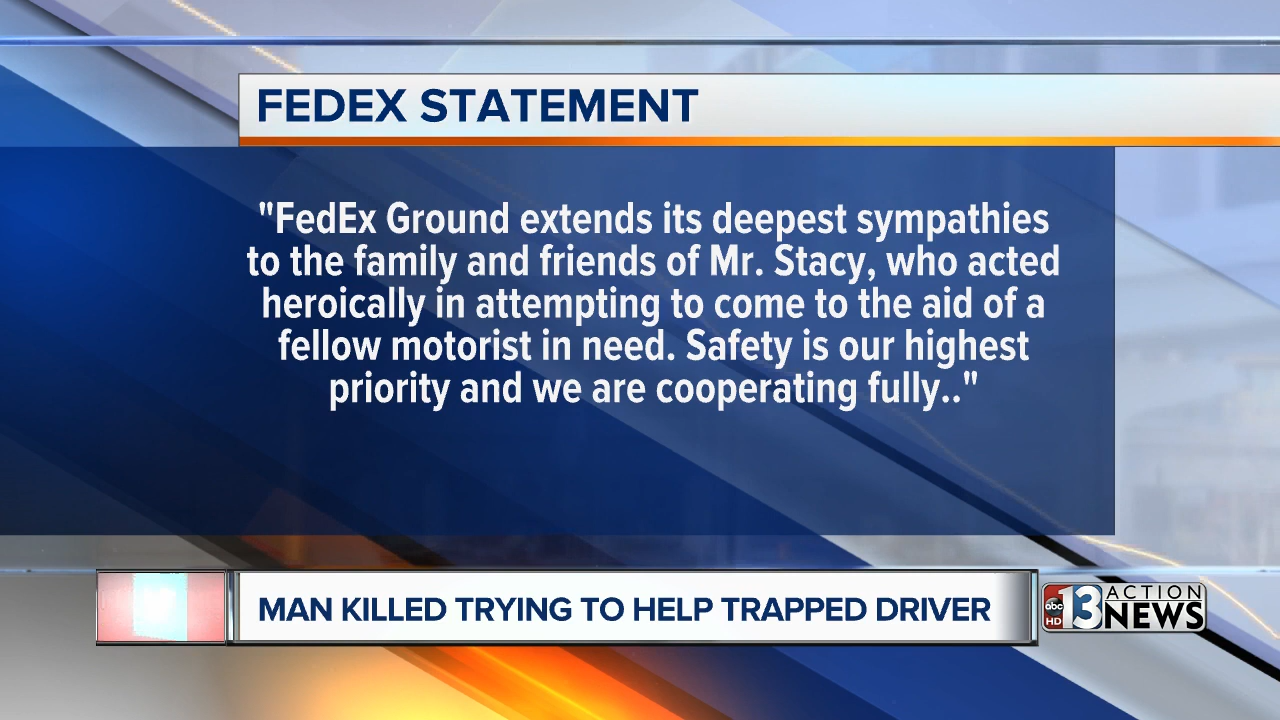 FEDEX STATEMENT
"FedEx Ground extends its deepest sympathies
to the family and friends of Mr. Stacy, who acted
heroically in attempting to come to the aid of a
fellow motorist in need. Safety is our highest
priority and we are cooperating fully.."
MAN KILLED TRYING TO HELP TRAPPED DRIVER
abc
HD
13
ACTION
NEWS